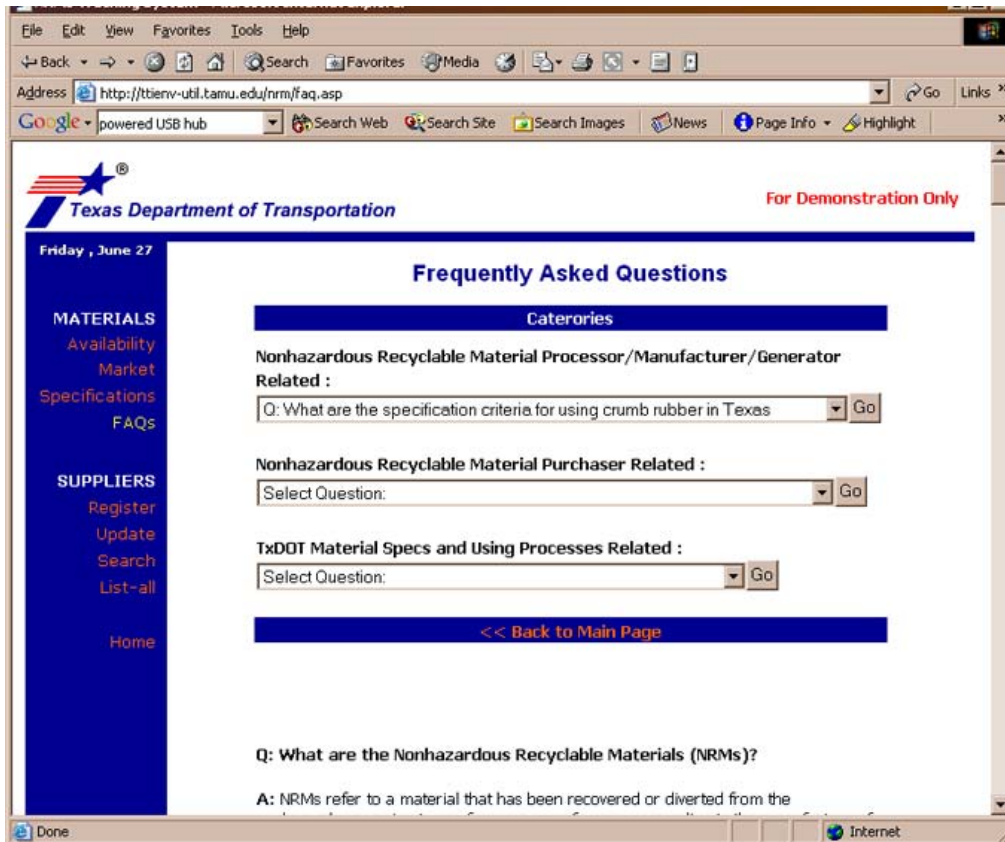 File Edit View Favorites Tools Help
Back Search Favorites Media
Address http://ttienv-util.tamu.edu/nrm/faq.asp Go Links »
Google powered USB hub Search Web Search Site Search Images News Page Info Highlight »
®
Texas Department of Transportation
For Demonstration Only
Friday , June 27
MATERIALS
Availability
Market
Specifications
FAQs
SUPPLIERS
Register
Update
Search
List-all
Home
Frequently Asked Questions
Caterories
Nonhazardous Recyclable Material Processor/Manufacturer/Generator
Related :
Q: What are the specification criteria for using crumb rubber in Texas Go
Nonhazardous Recyclable Material Purchaser Related :
Select Question: Go
TxDOT Material Specs and Using Processes Related :
Select Question: Go
<< Back to Main Page
Q: What are the Nonhazardous Recyclable Materials (NRMs)?
A: NRMs refer to a material that has been recovered or diverted from the
Done Internet